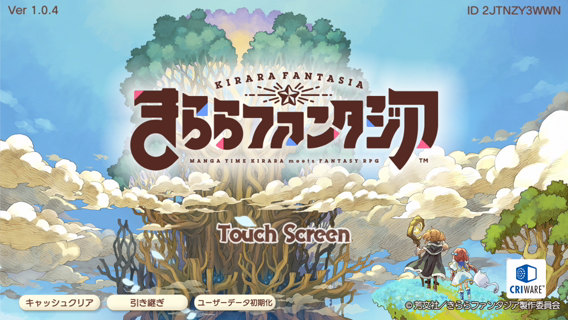 Ver 1.0.4
ID 2JTNZY3WWN
KIRARA FANTASIA
きららファンタジア
MANGA TIME KIRARA meets FANTASY RPG
TM
Touch Screen
CRIWARE
キャッシュクリア
引き継ぎ
ユーザーデータ初期化
©芳文社／きららファンタジア製作委員会